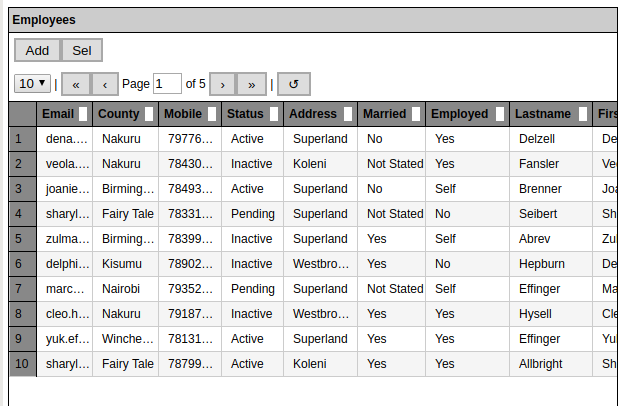 Employees
Add Sel
10 ▼ | « ‹ Page 1 of 5 › » | ↺
Email County Mobile Status Address Married Employed Lastname Firs
1 dena.… Nakuru 79776… Active Superland No Yes Delzell De
2 veola.… Nakuru 78430… Inactive Koleni Not Stated Yes Fansler Veo
3 joanie… Birming… 78493… Active Superland No Self Brenner Joa
4 sharyl… Fairy Tale 78331… Pending Superland Not Stated No Seibert Sh
5 zulma… Birming… 78399… Inactive Superland Yes Self Abrev Zul
6 delphi… Kisumu 78902… Inactive Westbro… Yes No Hepburn De
7 marc… Nairobi 79352… Pending Superland Not Stated Self Effinger Ma
8 cleo.h… Nakuru 79187… Inactive Westbro… Yes Yes Hysell Cle
9 yuk.ef… Winche… 78131… Active Superland Yes Yes Effinger Yul
10 sharyl… Fairy Tale 78799… Active Koleni Yes Yes Allbright Sh